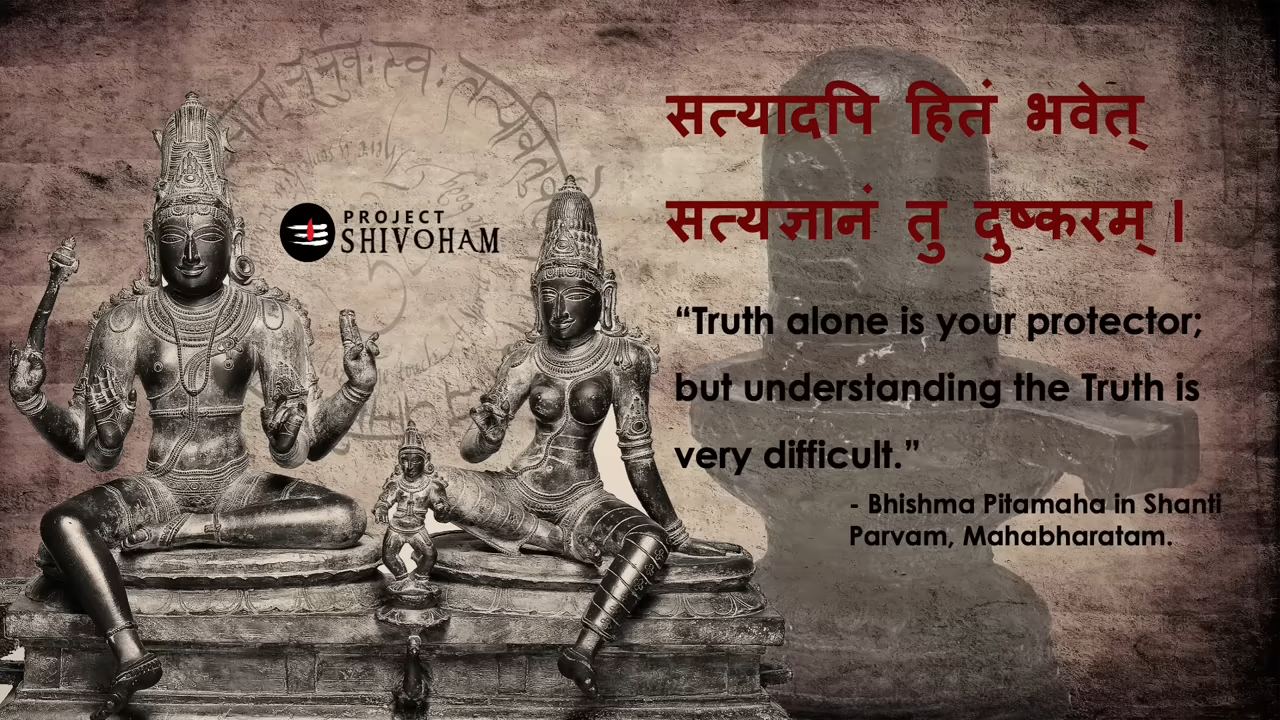 PROJECT
SHIVOHAM
सत्यादपि हितं भवेत्
सत्यज्ञानं तु दुष्करम् ।
“Truth alone is your protector;
but understanding the Truth is
very difficult.”
- Bhishma Pitamaha in Shanti
Parvam, Mahabharatam.